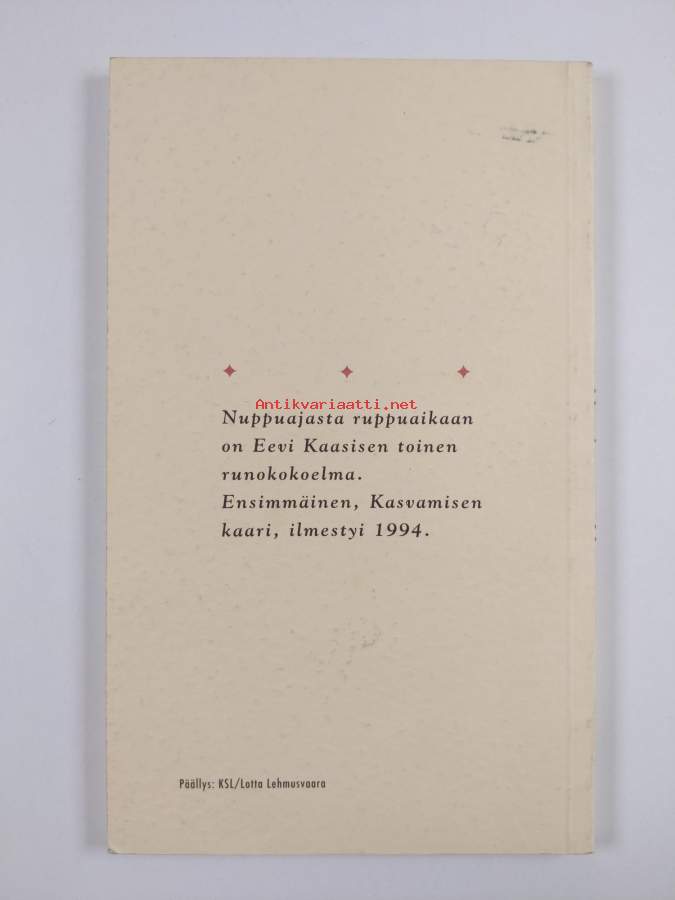 Antikvariaatti.net
Nuppuajasta ruppuaikaan
on Eevi Kaasisen toinen
runokokoelma.
Ensimmäinen, Kasvamisen
kaari, ilmestyi 1994.
Päällys: KSL/Lotta Lehmusvaara